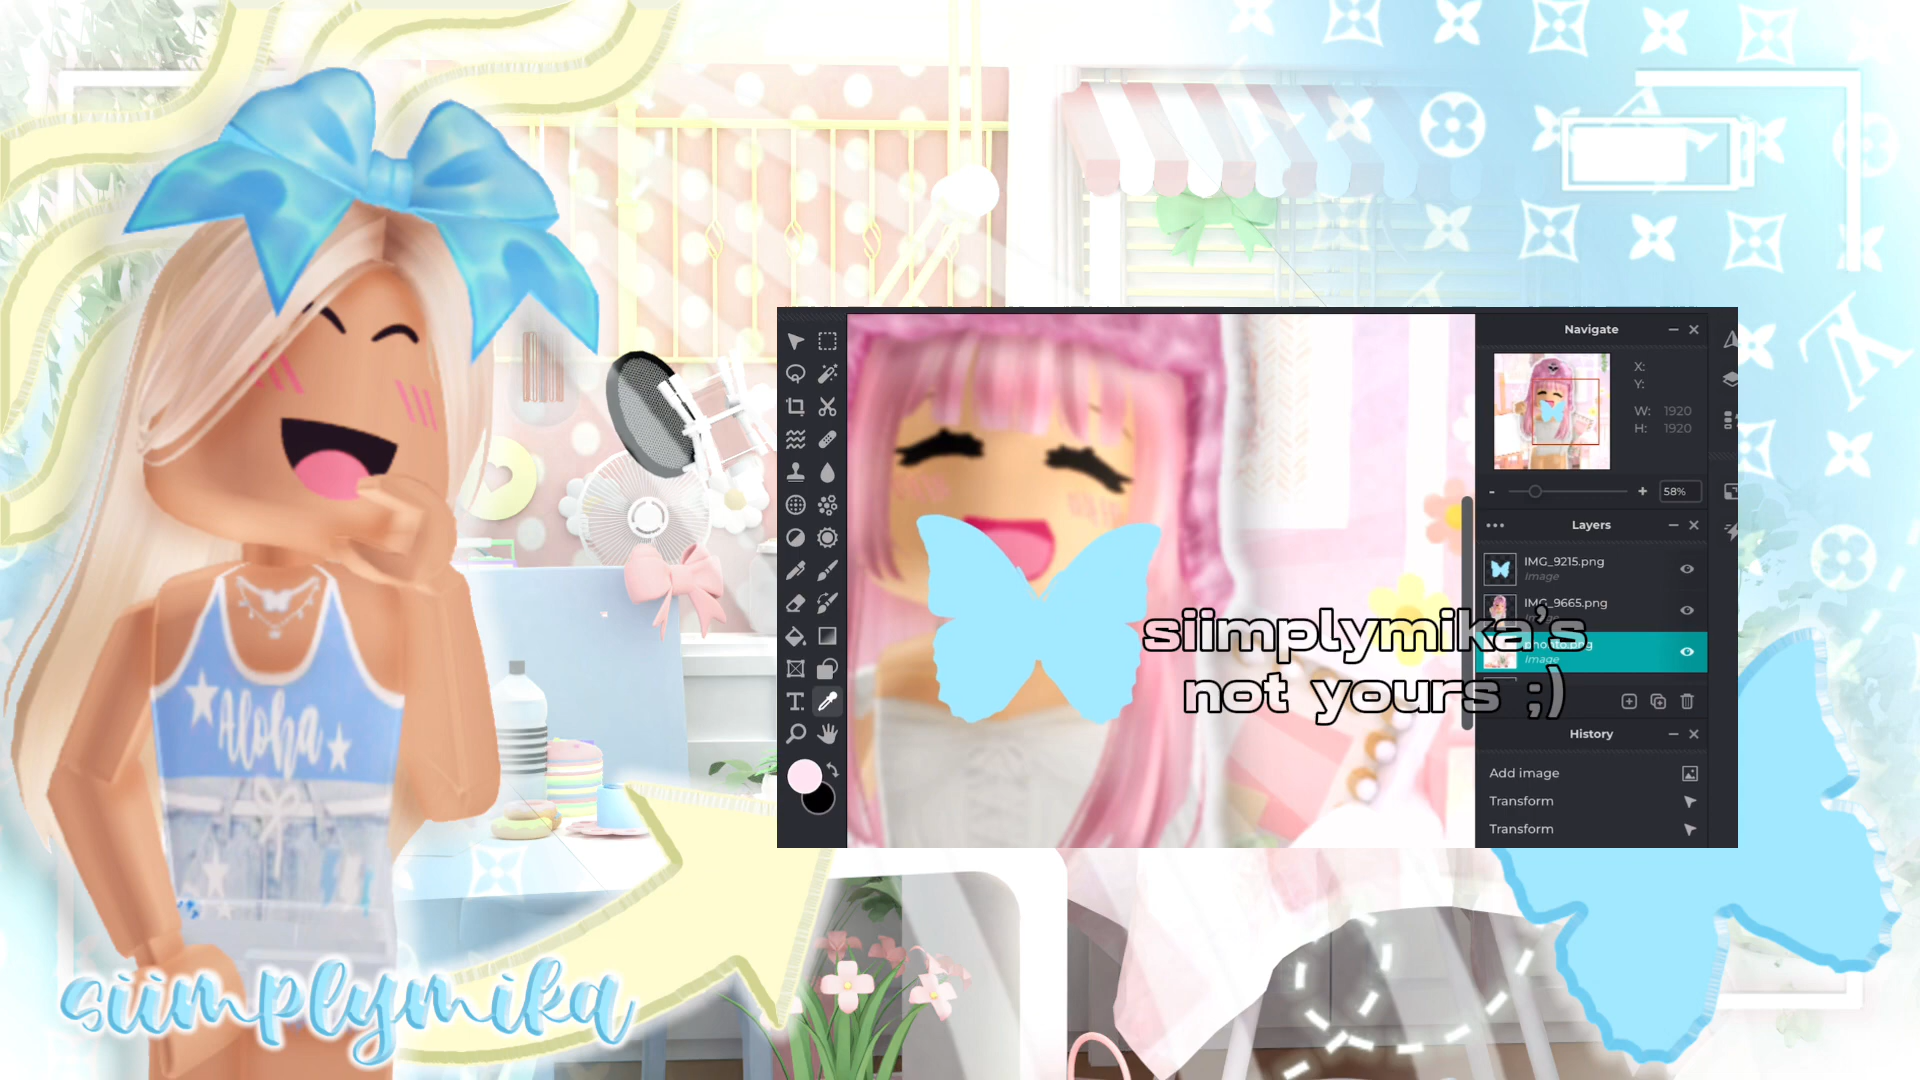 Aloha
siimplymika
Navigate
X:
Y:
W: 1920
H: 1920
- + 58%
Layers
IMG_9215.png
Image
IMG_9665.png
siimplymika's
not yours ;)
Image
History
Add image
Transform
Transform
T.